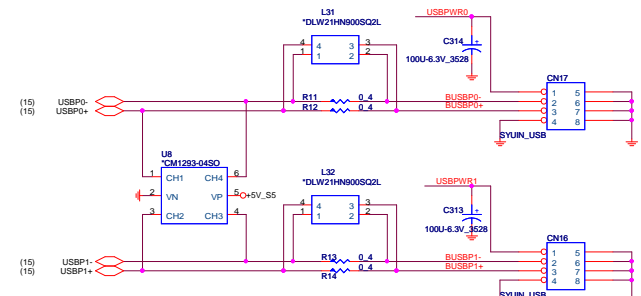 L31
*DLW21HN900SQ2L
USBPWR0
4 4 3 3
1 1 2 2
C314 +
100U-6.3V_3528
CN17
(15) USBP0-
R11 0_4
BUSBP0-
(15) USBP0+
R12 0_4
BUSBP0+
1 5
2 6
3 7
4 8
SYUIN_USB
U8
*CM1293-04SO
1 CH1 CH4 6
2 VN VP 5 +5V_S5
3 CH2 CH3 4
L32
*DLW21HN900SQ2L
USBPWR1
4 4 3 3
1 1 2 2
C313 +
100U-6.3V_3528
CN16
(15) USBP1-
R13 0_4
BUSBP1-
(15) USBP1+
R14 0_4
BUSBP1+
1 5
2 6
3 7
4 8
SYUIN_USB